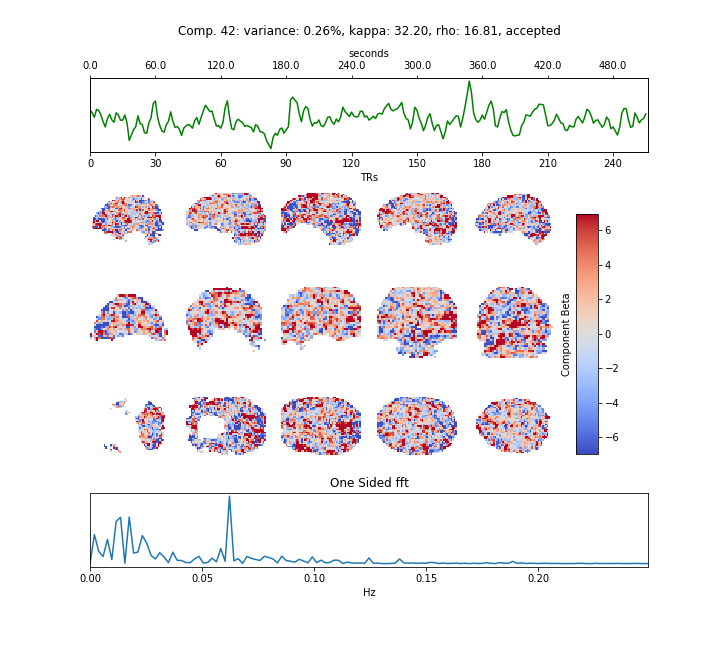 Comp. 42: variance: 0.26%, kappa: 32.20, rho: 16.81, accepted
seconds
0.0 60.0 120.0 180.0 240.0 300.0 360.0 420.0 480.0
0 30 60 90 120 150 180 210 240
TRs
6
4
2
0
−2
−4
−6
Component Beta
One Sided fft
0.00 0.05 0.10 0.15 0.20
Hz